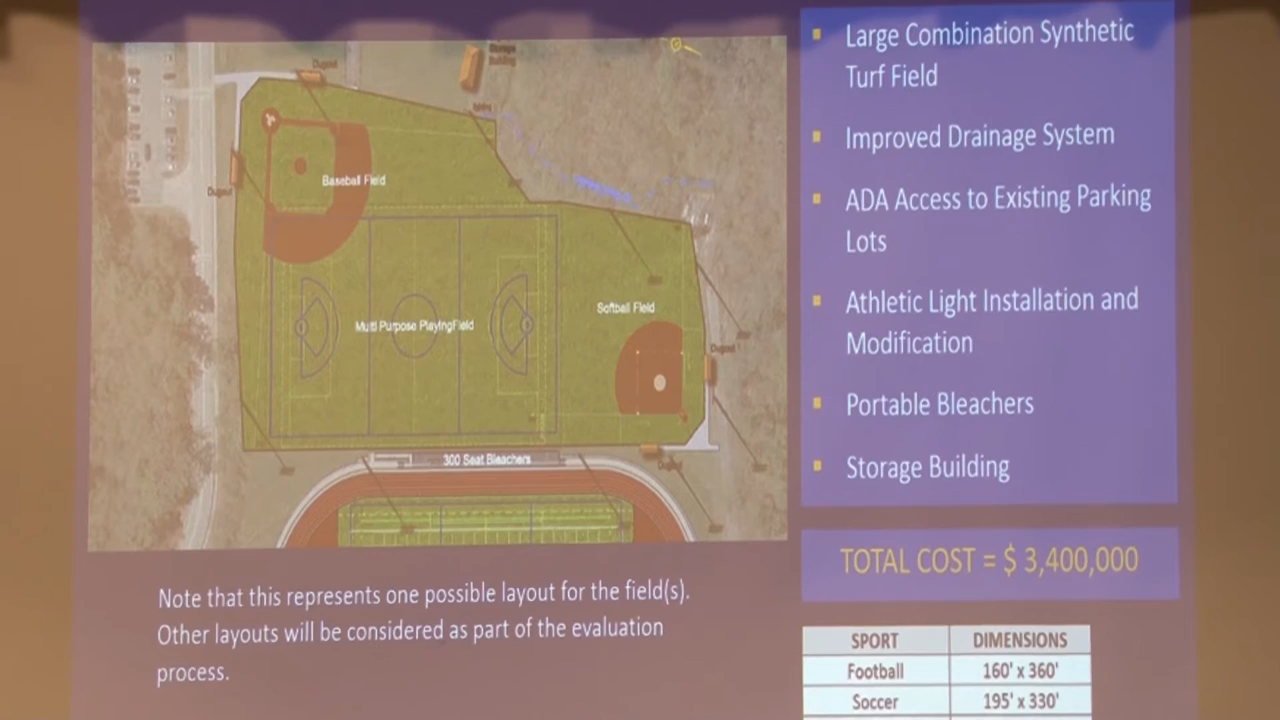 Dugout
Storage
Building
Dugout
Baseball Field
Softball Field
Multi Purpose PlayingField
Dugout
300 Seat Bleachers
Dugout
Large Combination Synthetic
Turf Field
Improved Drainage System
ADA Access to Existing Parking
Lots
Athletic Light Installation and
Modification
Portable Bleachers
Storage Building
TOTAL COST = $ 3,400,000
Note that this represents one possible layout for the field(s).
Other layouts will be considered as part of the evaluation
process.
SPORT DIMENSIONS
Football 160' x 360'
Soccer 195' x 330'